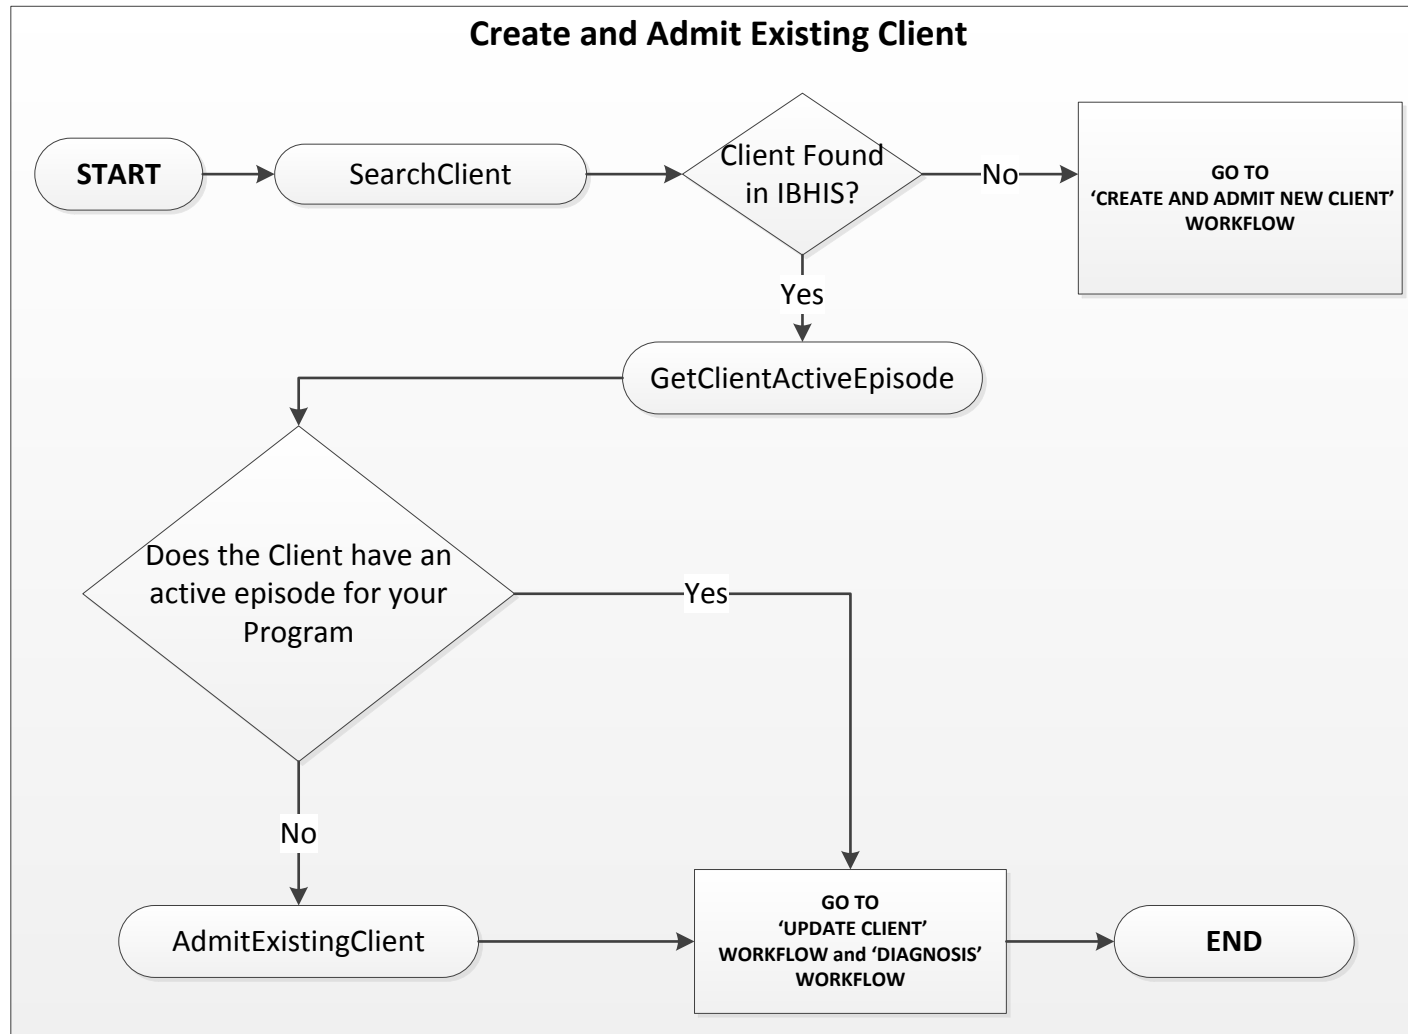 Create and Admit Existing Client
START
SearchClient
Client Found
in IBHIS?
No
GO TO
‘CREATE AND ADMIT NEW CLIENT’
WORKFLOW
Yes
GetClientActiveEpisode
Does the Client have an
active episode for your
Program
Yes
No
AdmitExistingClient
GO TO
‘UPDATE CLIENT’
WORKFLOW and ‘DIAGNOSIS’
WORKFLOW
END